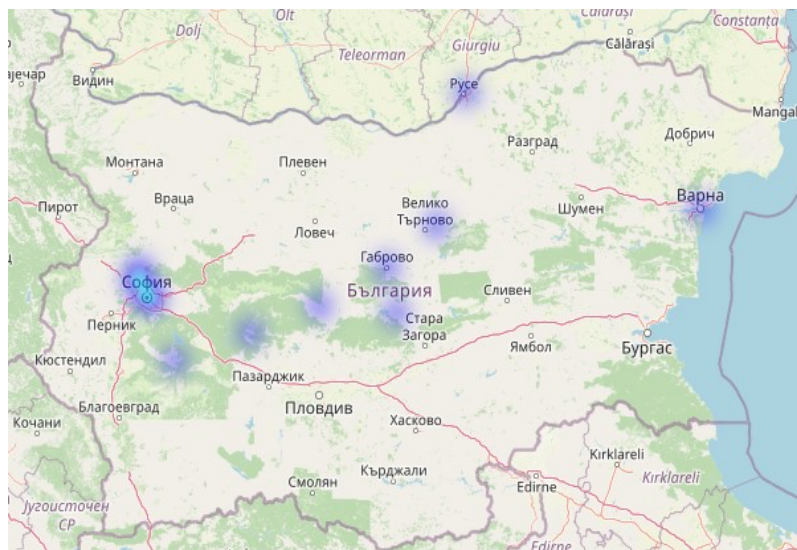 Dolj
Olt
Călărași
Constanța
Teleorman
Giurgiu
Călărași
ајечар
Видин
Русе
Mangal
Разград
Добрич
Монтана
Плевен
Враца
Велико
Търново
Шумен
Варна
Пирот
Ловеч
Габрово
София
България
Сливен
Перник
Стара
Загора
Ямбол
Бургас
Кюстендил
Пазарджик
Благоевград
Пловдив
Кочани
Хасково
Kırklareli
Кърджали
Смолян
Edirne
Kırklareli
Југоисточен
СР
Edirne